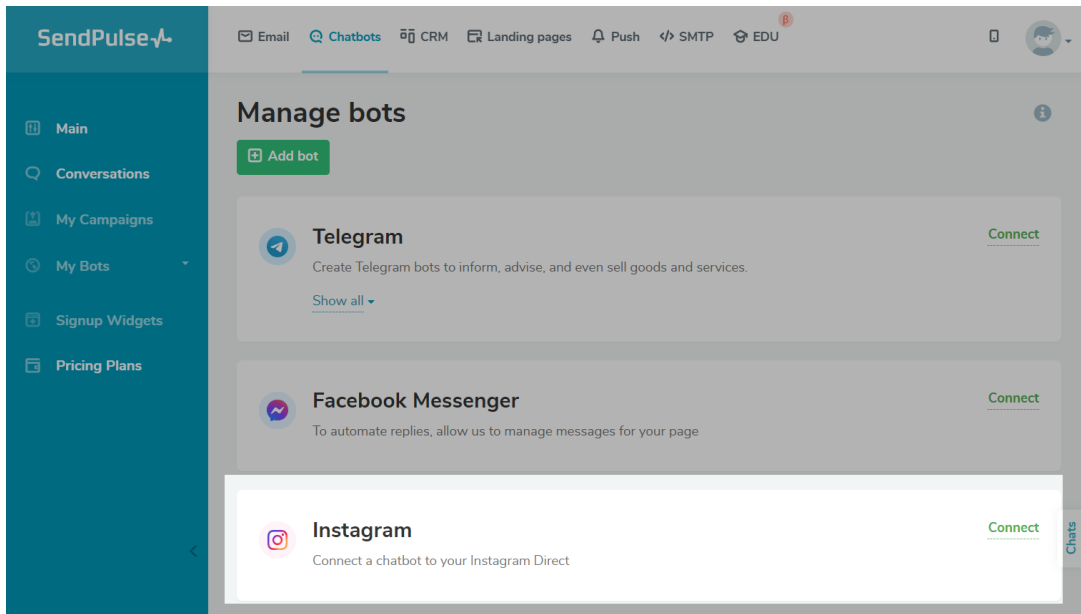 SendPulse
Email Chatbots CRM Landing pages Push </> SMTP EDU β
Main
Conversations
My Campaigns
My Bots
Signup Widgets
Pricing Plans
Manage bots
Add bot
Telegram
Connect
Create Telegram bots to inform, advise, and even sell goods and services.
Show all
Facebook Messenger
Connect
To automate replies, allow us to manage messages for your page
Instagram
Connect
Connect a chatbot to your Instagram Direct
Chats